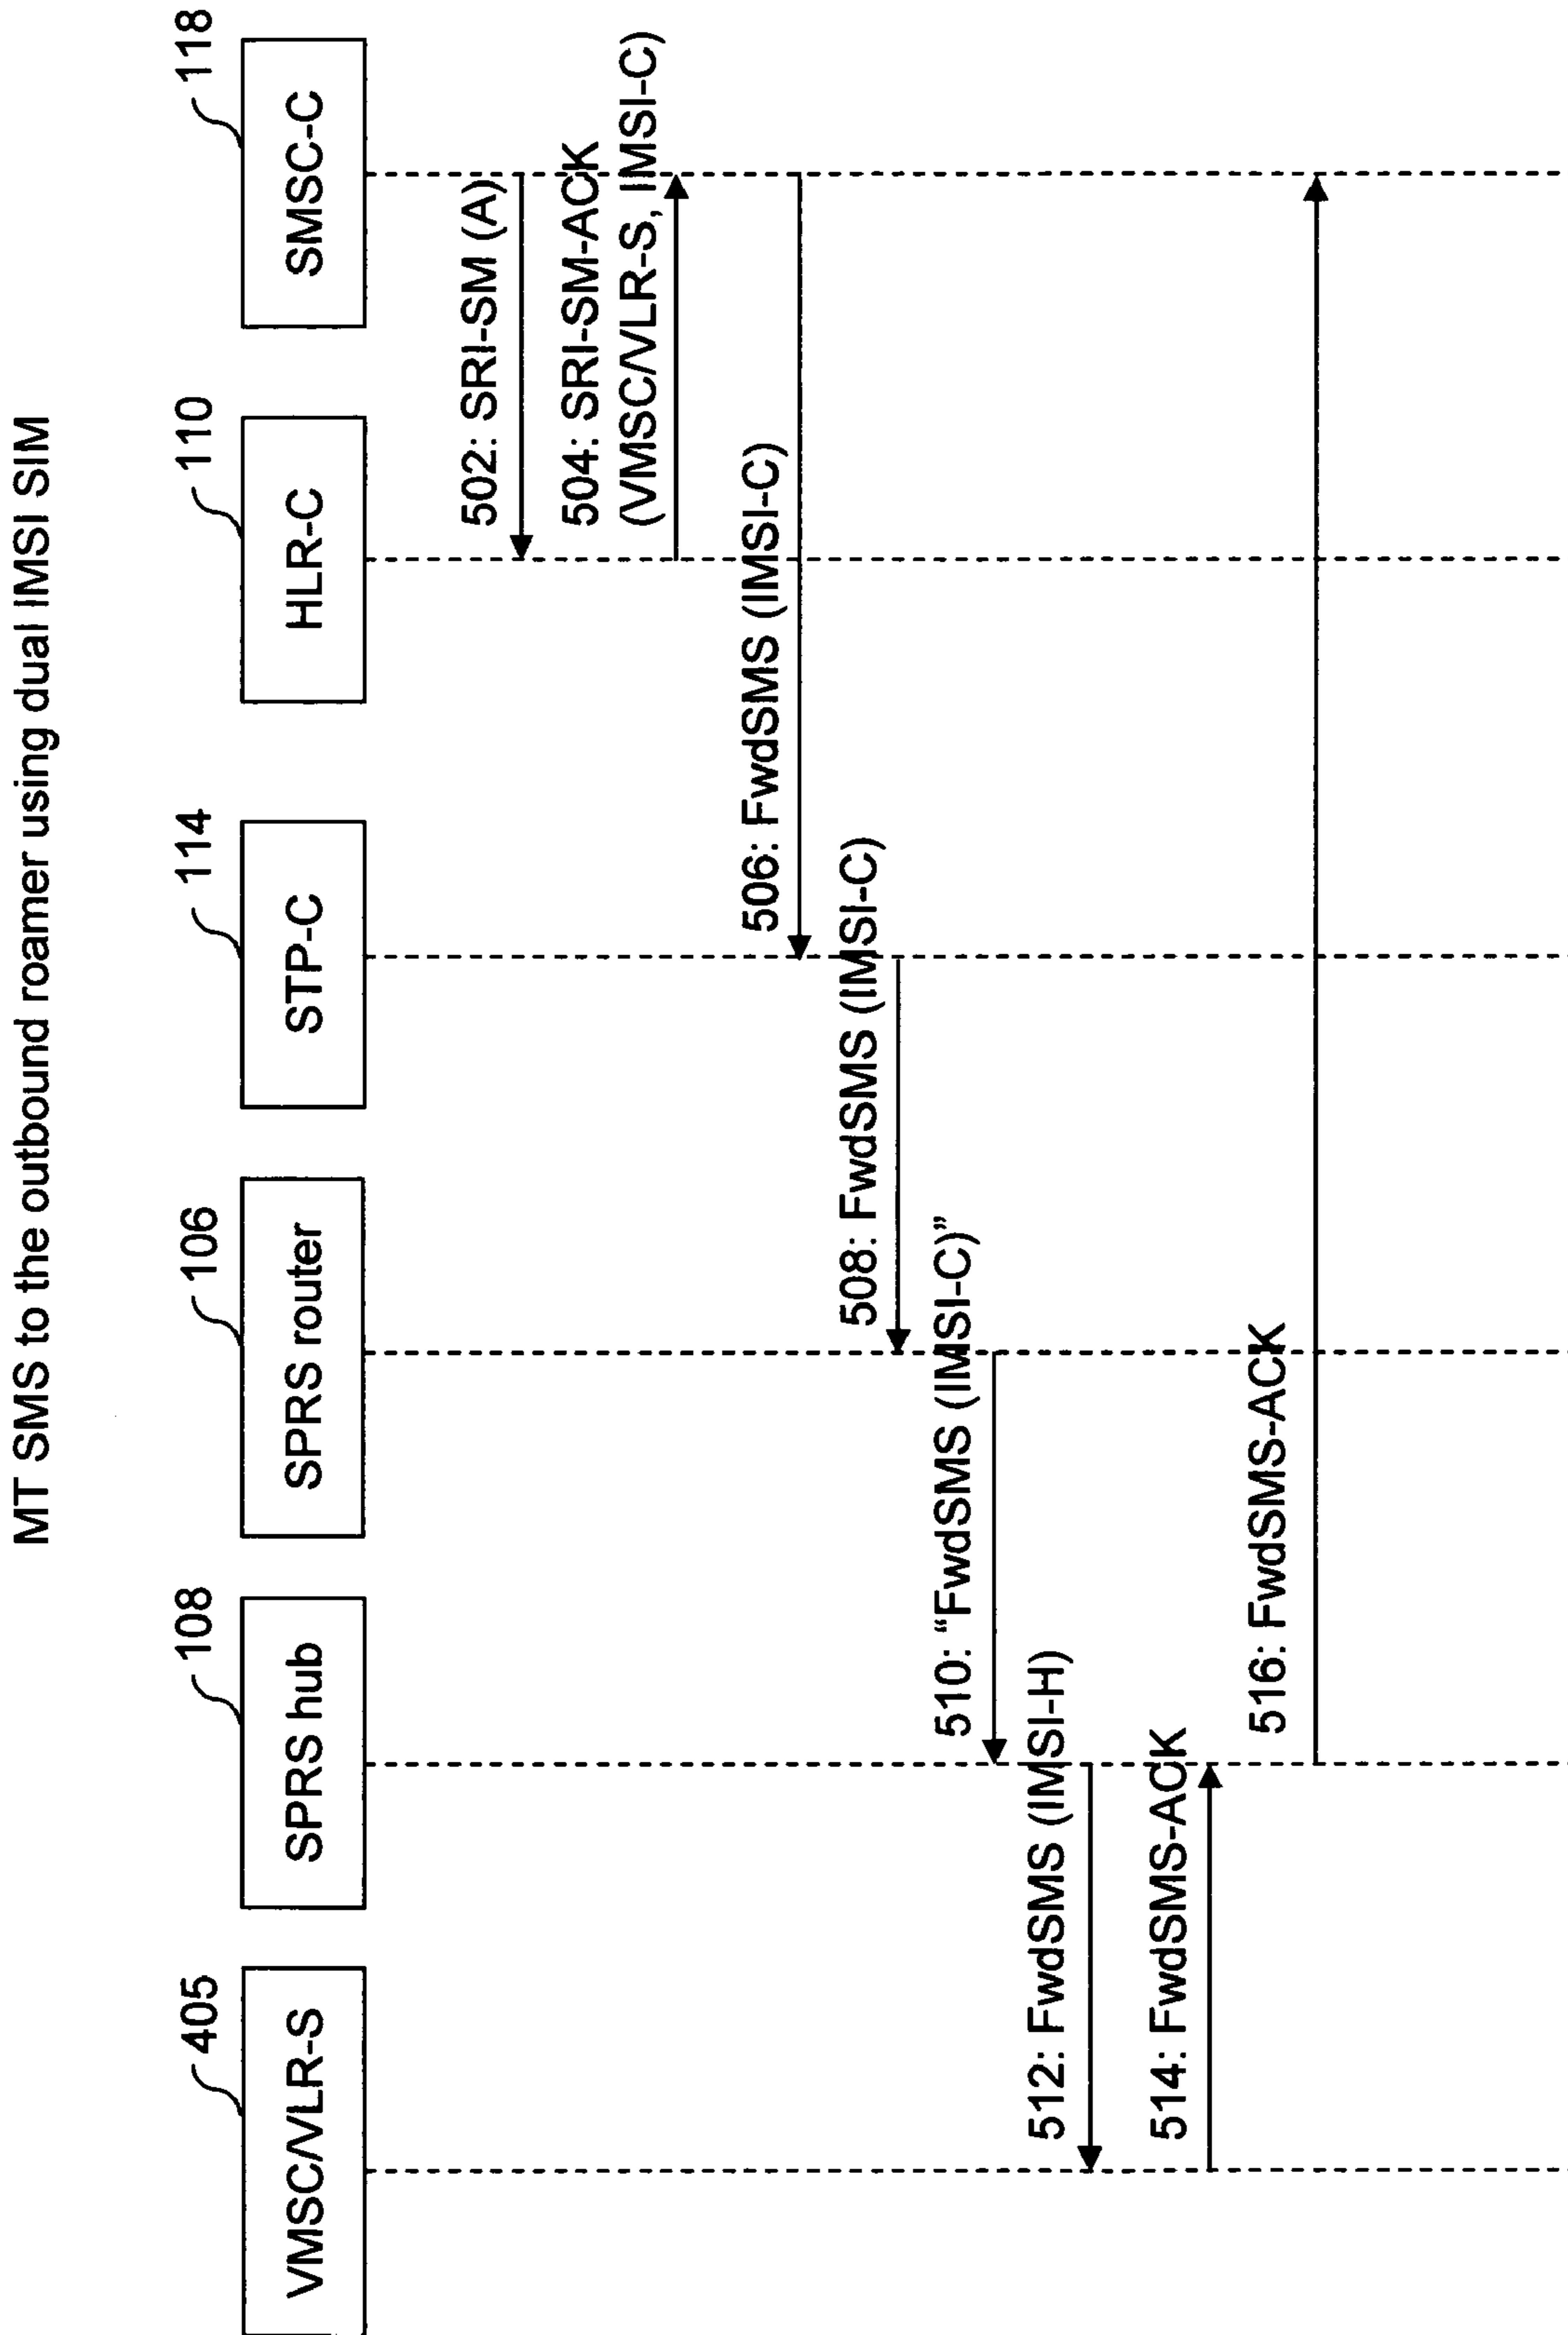 MT SMS to the outbound roamer using dual IMSI SIM
405
108
106
114
110
118
VMSC/VLR-S
SPRS hub
SPRS router
STP-C
HLR-C
SMSC-C
502: SRI-SM (A)
504: SRI-SM-ACK
(VMSC/VLR-S, IMSI-C)
506: FwdSMS (IMSI-C)
508: FwdSMS (IMSI-C)
510: “FwdSMS (IMSI-C)”
512: FwdSMS (IMSI-H)
514: FwdSMS-ACK
516: FwdSMS-ACK